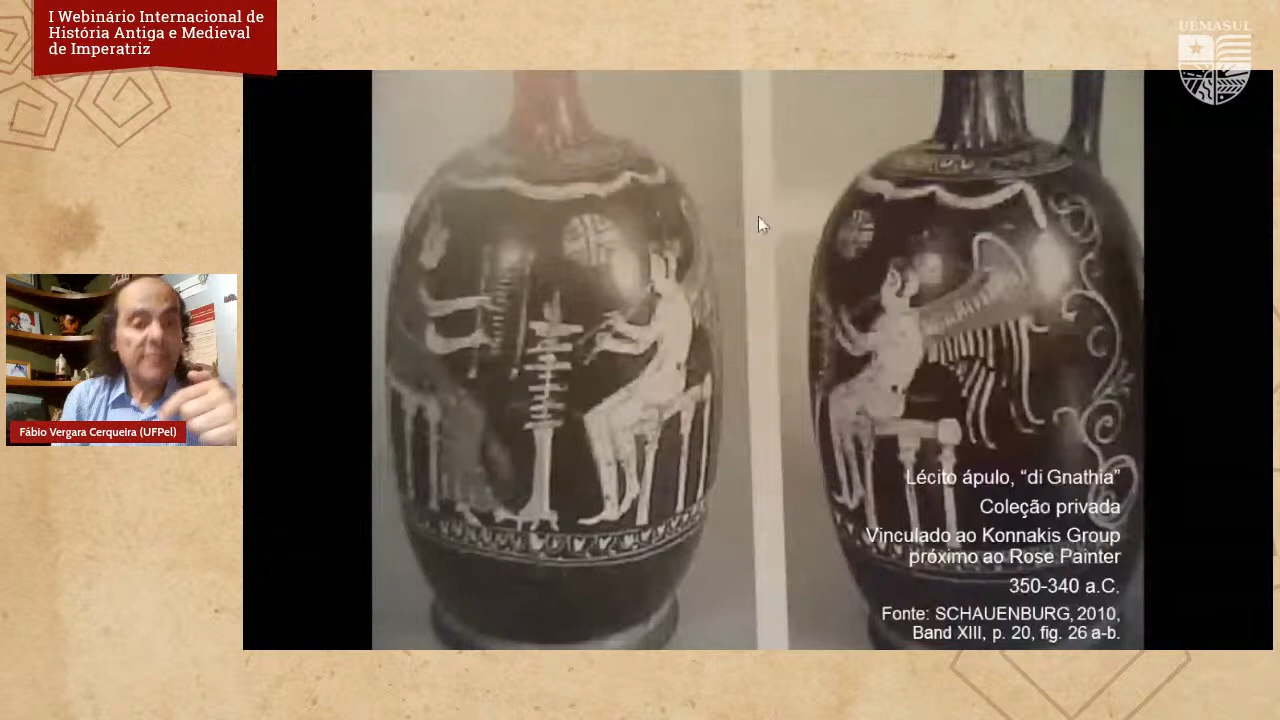 I Webinário Internacional de
História Antiga e Medieval
de Imperatriz
UEMASUL
Fábio Vergara Cerqueira (UFPel)
Lécito ápulo, “di Gnathia”
Coleção privada
Vinculado ao Konnakis Group
próximo ao Rose Painter
350-340 a.C.
Fonte: SCHAUENBURG, 2010,
Band XIII, p. 20, fig. 26 a-b.